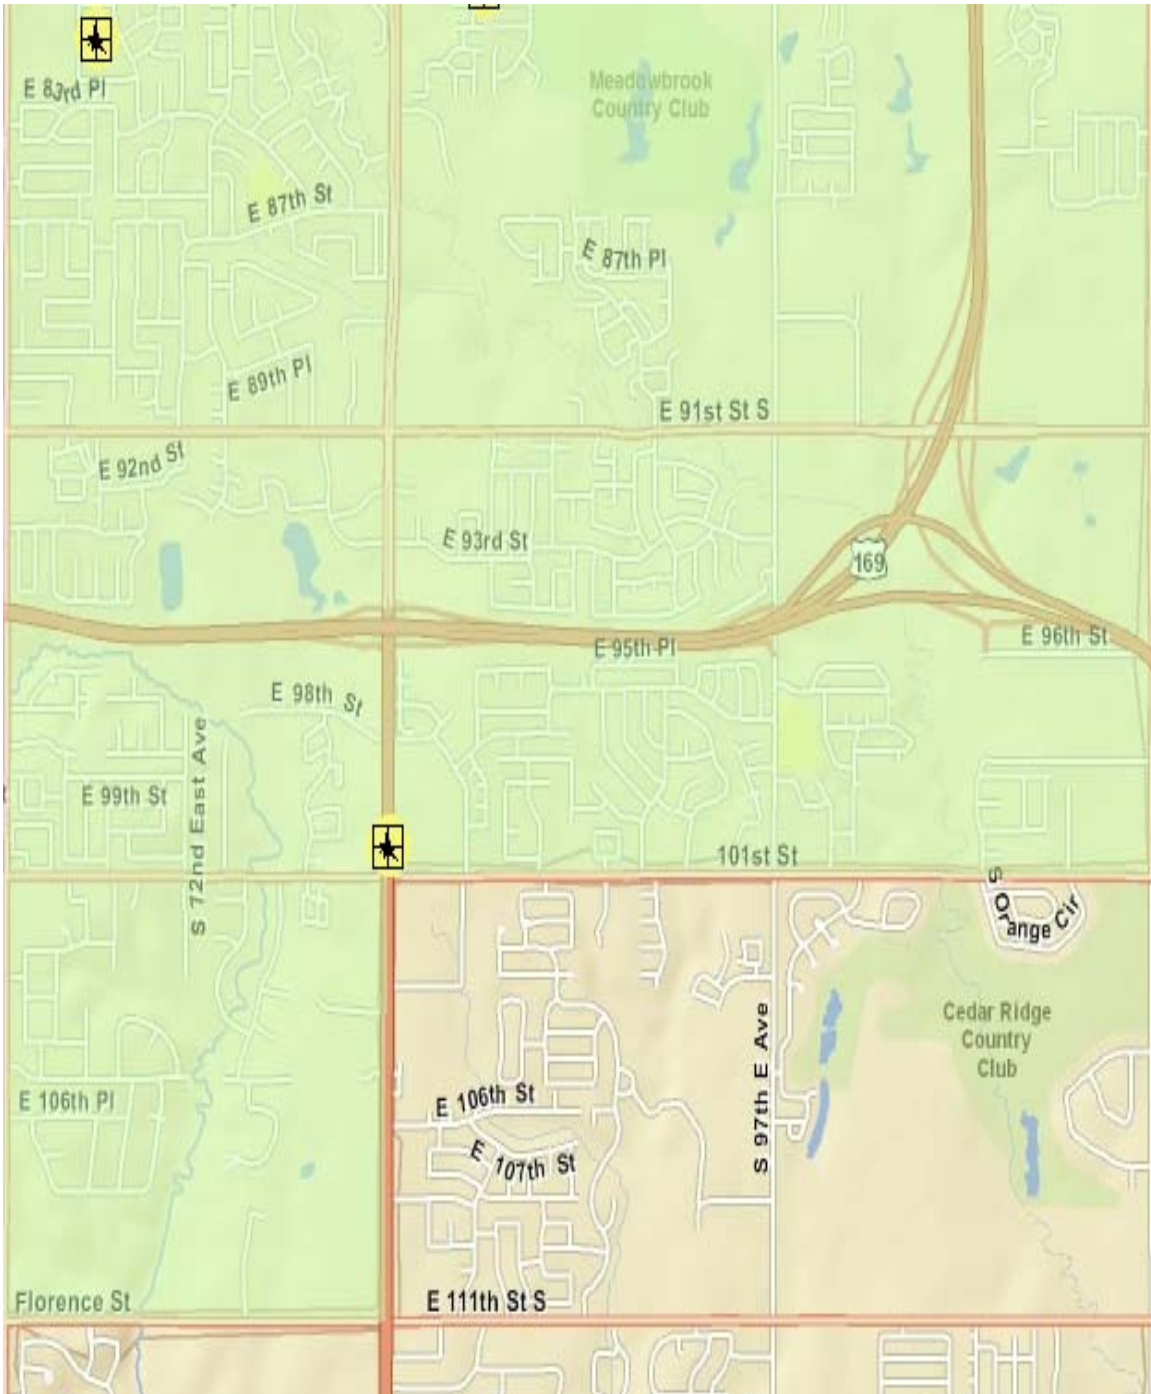 E 83rd Pl
Meadowbrook
Country Club
E 87th St
E 87th Pl
E 89th Pl
E 91st St S
E 92nd St
E 93rd St
169
E 95th Pl
E 96th St
E 98th St
S 72nd East Ave
E 99th St
101st St
S Orange Cir
Cedar Ridge
Country
Club
S 97th E Ave
E 106th Pl
E 106th St
E 107th St
Florence St
E 111th St S